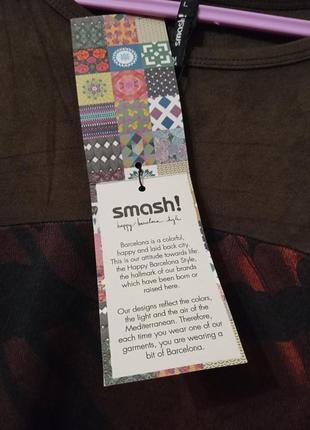 smash!
L
smash!
happy barcelona style
Barcelona is a colorful,
happy and laid back city.
This is our attitude towards life:
the Happy Barcelona Style,
the hallmark of our brands
which have been born or
raised here.
Our designs reflect the colors,
the light and the air of the
Mediterranean. Therefore,
each time you wear one of our
garments, you are wearing a
bit of Barcelona.